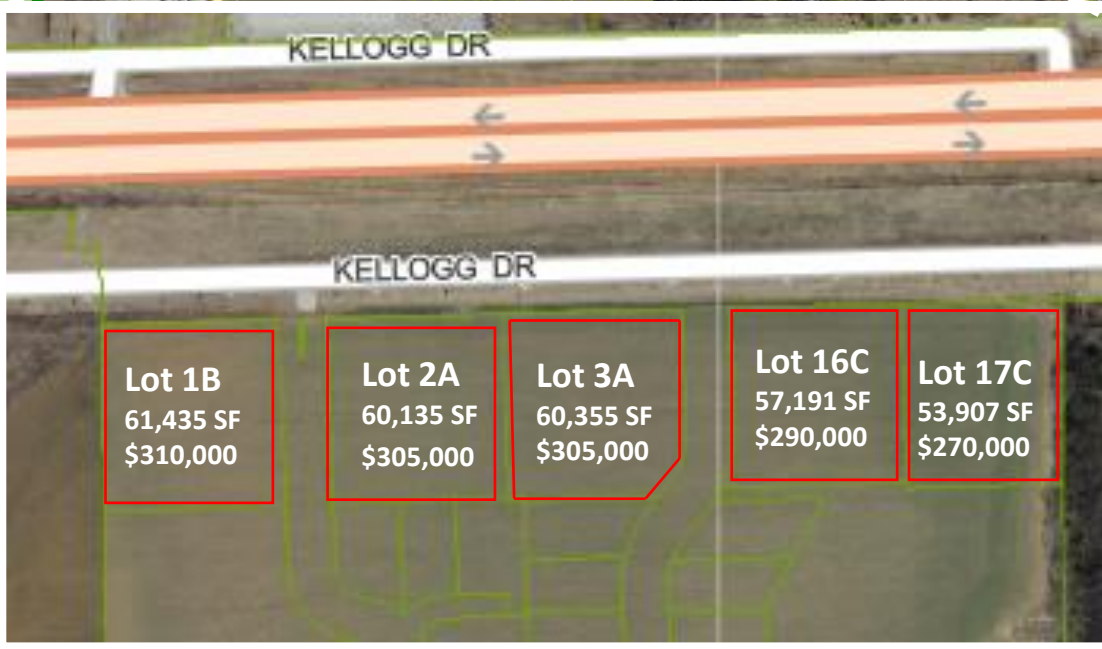 KELLOGG DR
KELLOGG DR
Lot 1B
61,435 SF
$310,000
Lot 2A
60,135 SF
$305,000
Lot 3A
60,355 SF
$305,000
Lot 16C
57,191 SF
$290,000
Lot 17C
53,907 SF
$270,000